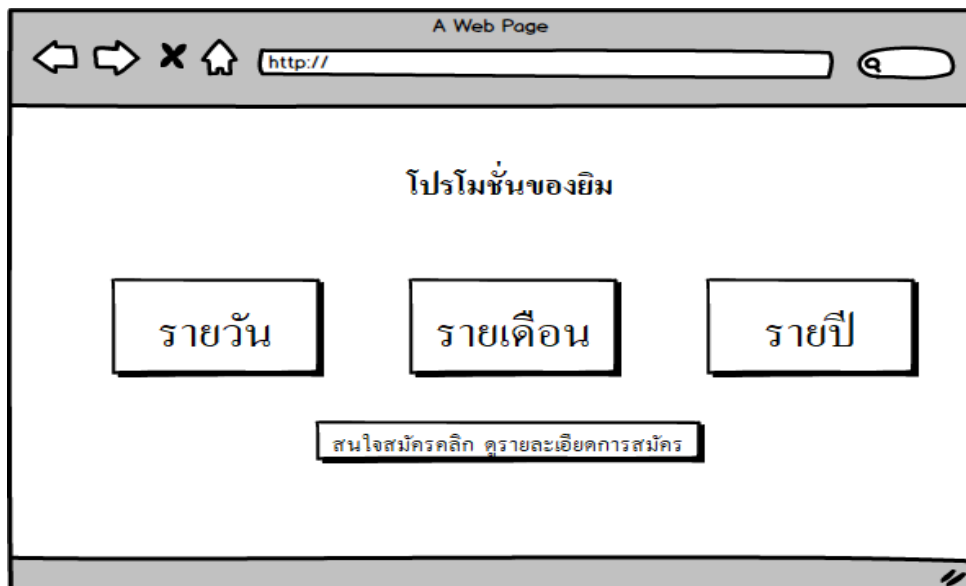 A Web Page
http://
โปรโมชั่นของยิม
รายวัน รายเดือน รายปี
สนใจสมัครคลิก ดูรายละเอียดการสมัคร